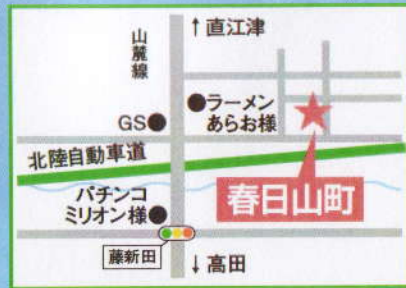 山麓線
↑直江津
●ラーメン
あらお様
GS●
北陸自動車道
春日山町
パチンコ
ミリオン様●
藤新田
↓高田